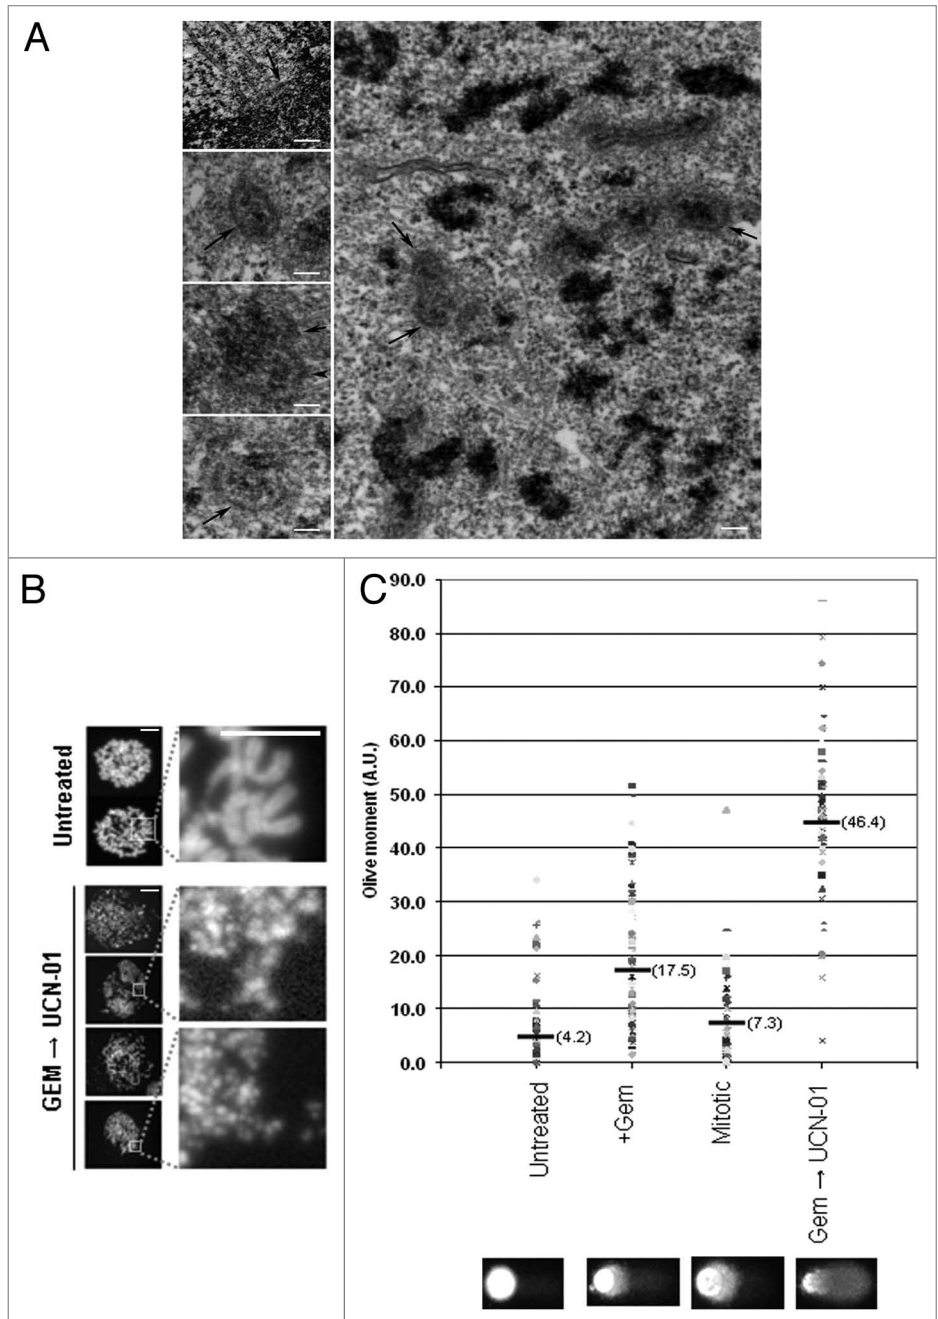 A
B
Untreated
GEM → UCN-01
C
Olive moment (A.U.)
90.0
80.0
70.0
60.0
50.0
40.0
30.0
20.0
10.0
0.0
(4.2)
(17.5)
(7.3)
(46.4)
Untreated
+Gem
Mitotic
Gem → UCN-01